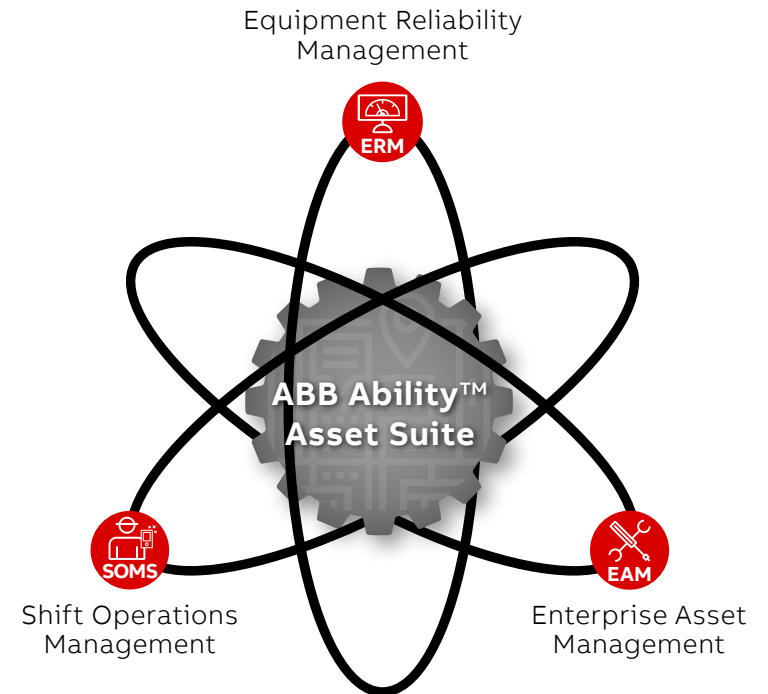 Equipment Reliability
Management
ERM
ABB Ability™
Asset Suite
SOMS
Shift Operations
Management
EAM
Enterprise Asset
Management